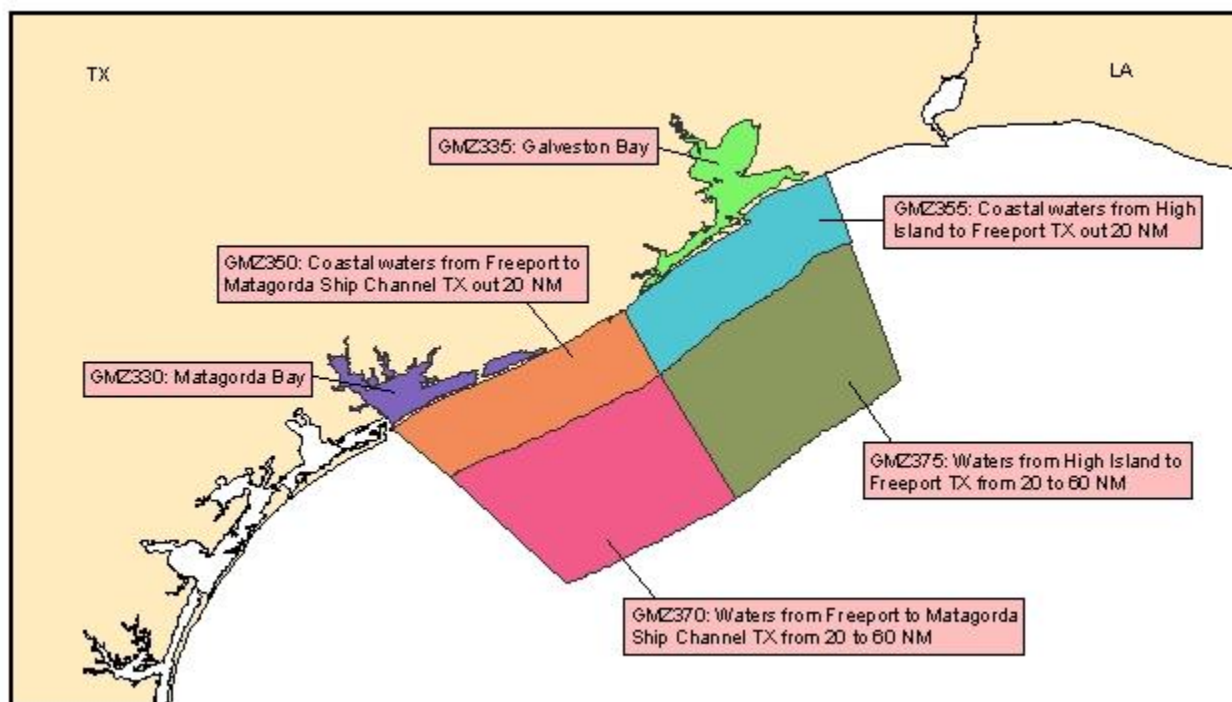 TX
LA
GMZ335: Galveston Bay
GMZ355: Coastal waters from High
Island to Freeport TX out 20 NM
GMZ350: Coastal waters from Freeport to
Matagorda Ship Channel TX out 20 NM
GMZ330: Matagorda Bay
GMZ375: Waters from High Island to
Freeport TX from 20 to 60 NM
GMZ370: Waters from Freeport to Matagorda
Ship Channel TX from 20 to 60 NM